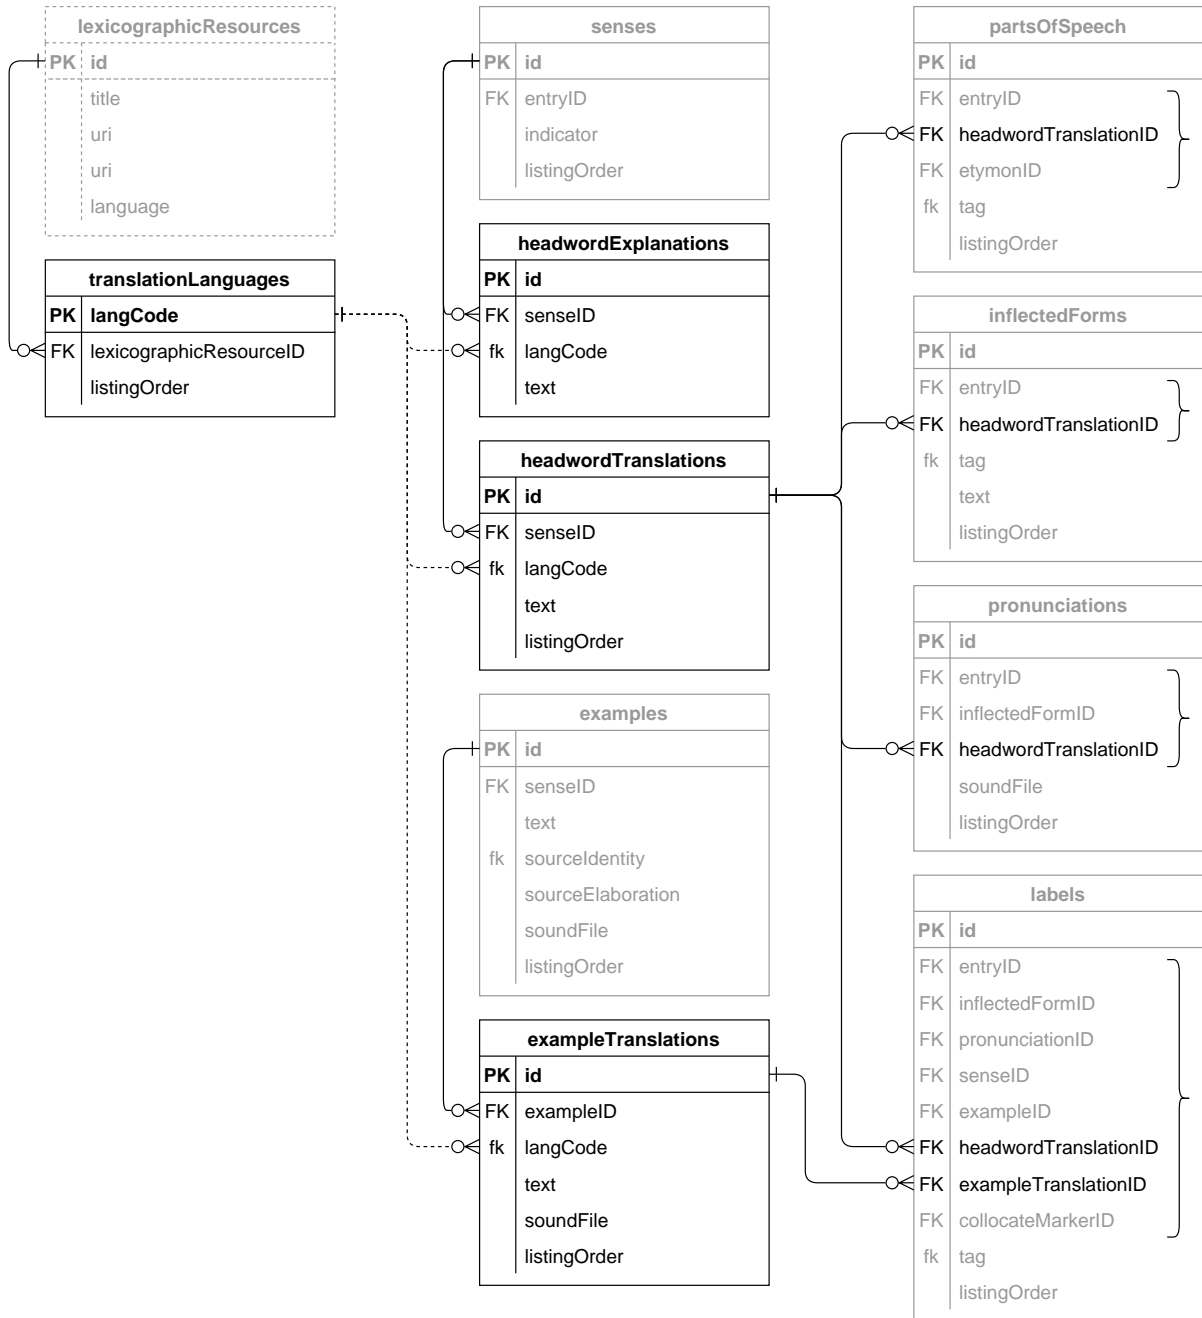 lexicographicResources
PK id
title
uri
uri
language
translationLanguages
PK langCode
FK lexicographicResourceID
listingOrder
senses
PK id
FK entryID
indicator
listingOrder
headwordExplanations
PK id
FK senseID
fk langCode
text
headwordTranslations
PK id
FK senseID
fk langCode
text
listingOrder
examples
PK id
FK senseID
text
fk sourceIdentity
sourceElaboration
soundFile
listingOrder
exampleTranslations
PK id
FK exampleID
fk langCode
text
soundFile
listingOrder
partsOfSpeech
PK id
FK entryID
FK headwordTranslationID
FK etymonID
fk tag
listingOrder
inflectedForms
PK id
FK entryID
FK headwordTranslationID
fk tag
text
listingOrder
pronunciations
PK id
FK entryID
FK inflectedFormID
FK headwordTranslationID
soundFile
listingOrder
labels
PK id
FK entryID
FK inflectedFormID
FK pronunciationID
FK senseID
FK exampleID
FK headwordTranslationID
FK exampleTranslationID
FK collocateMarkerID
fk tag
listingOrder